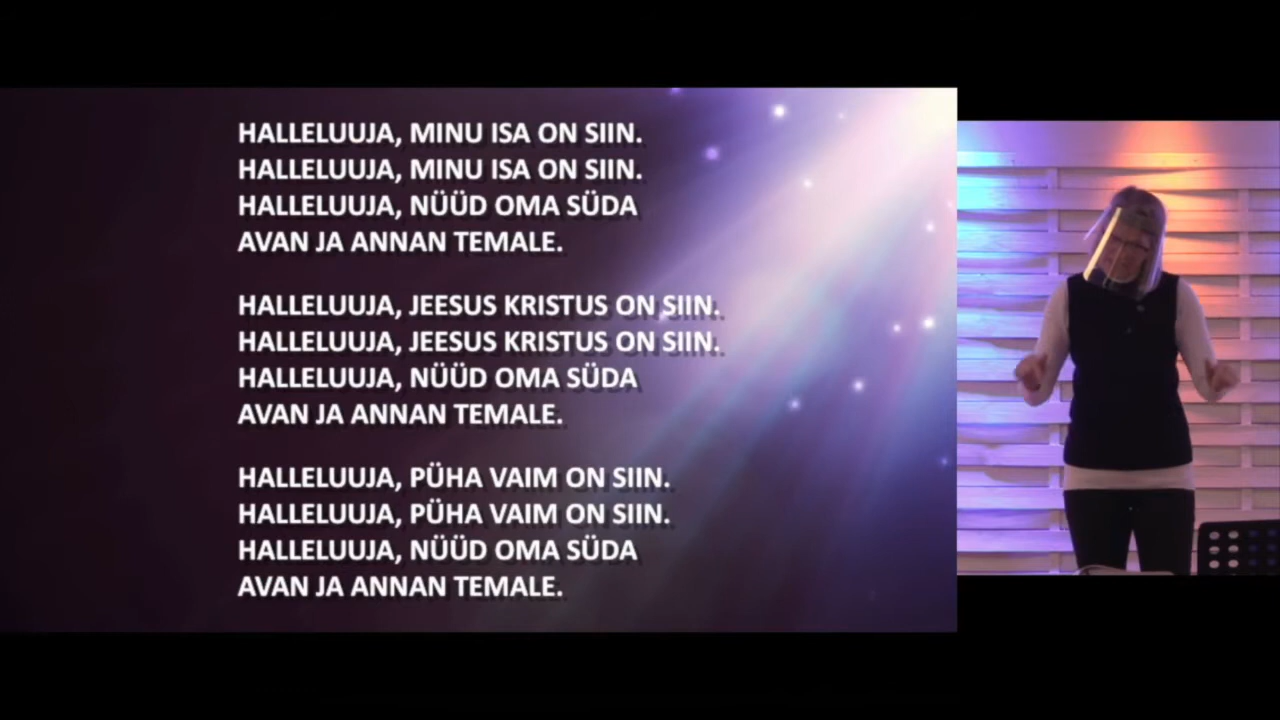 HALLELUUJA, MINU ISA ON SIIN.
HALLELUUJA, MINU ISA ON SIIN.
HALLELUUJA, NÜÜD OMA SÜDA
AVAN JA ANNAN TEMALE.
HALLELUUJA, JEESUS KRISTUS ON SIIN.
HALLELUUJA, JEESUS KRISTUS ON SIIN.
HALLELUUJA, NÜÜD OMA SÜDA
AVAN JA ANNAN TEMALE.
HALLELUUJA, PÜHA VAIM ON SIIN.
HALLELUUJA, PÜHA VAIM ON SIIN.
HALLELUUJA, NÜÜD OMA SÜDA
AVAN JA ANNAN TEMALE.